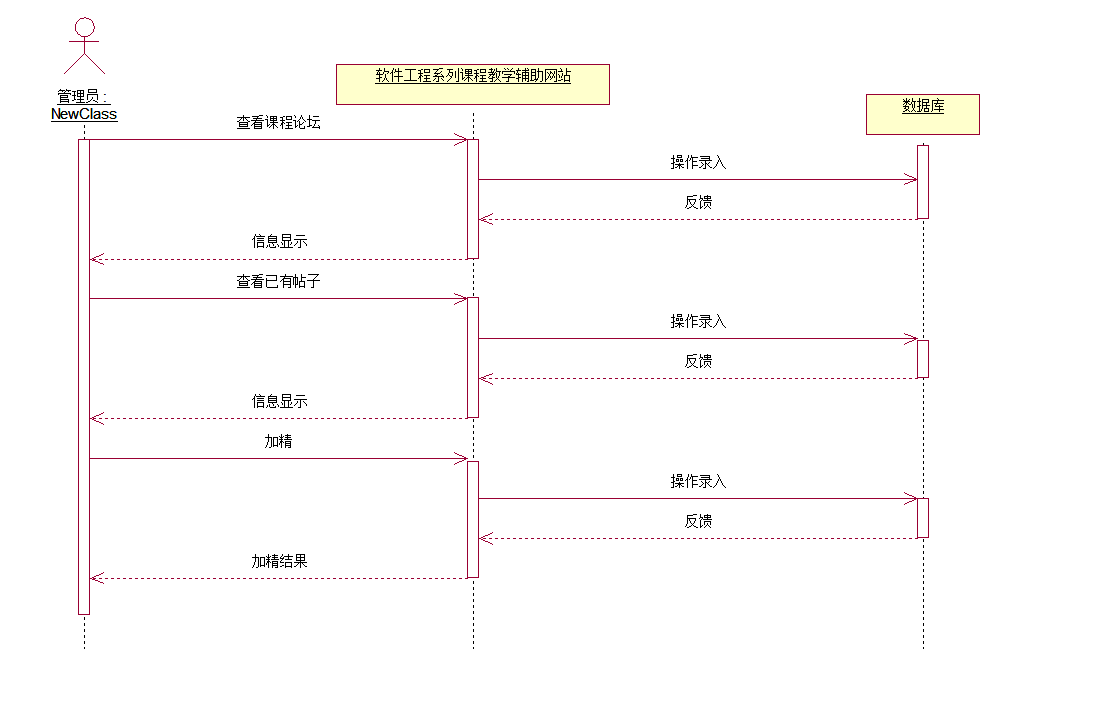 管理员 :
NewClass
软件工程系列课程教学辅助网站
数据库
查看课程论坛
操作录入
反馈
信息显示
查看已有帖子
操作录入
反馈
信息显示
加精
操作录入
反馈
加精结果